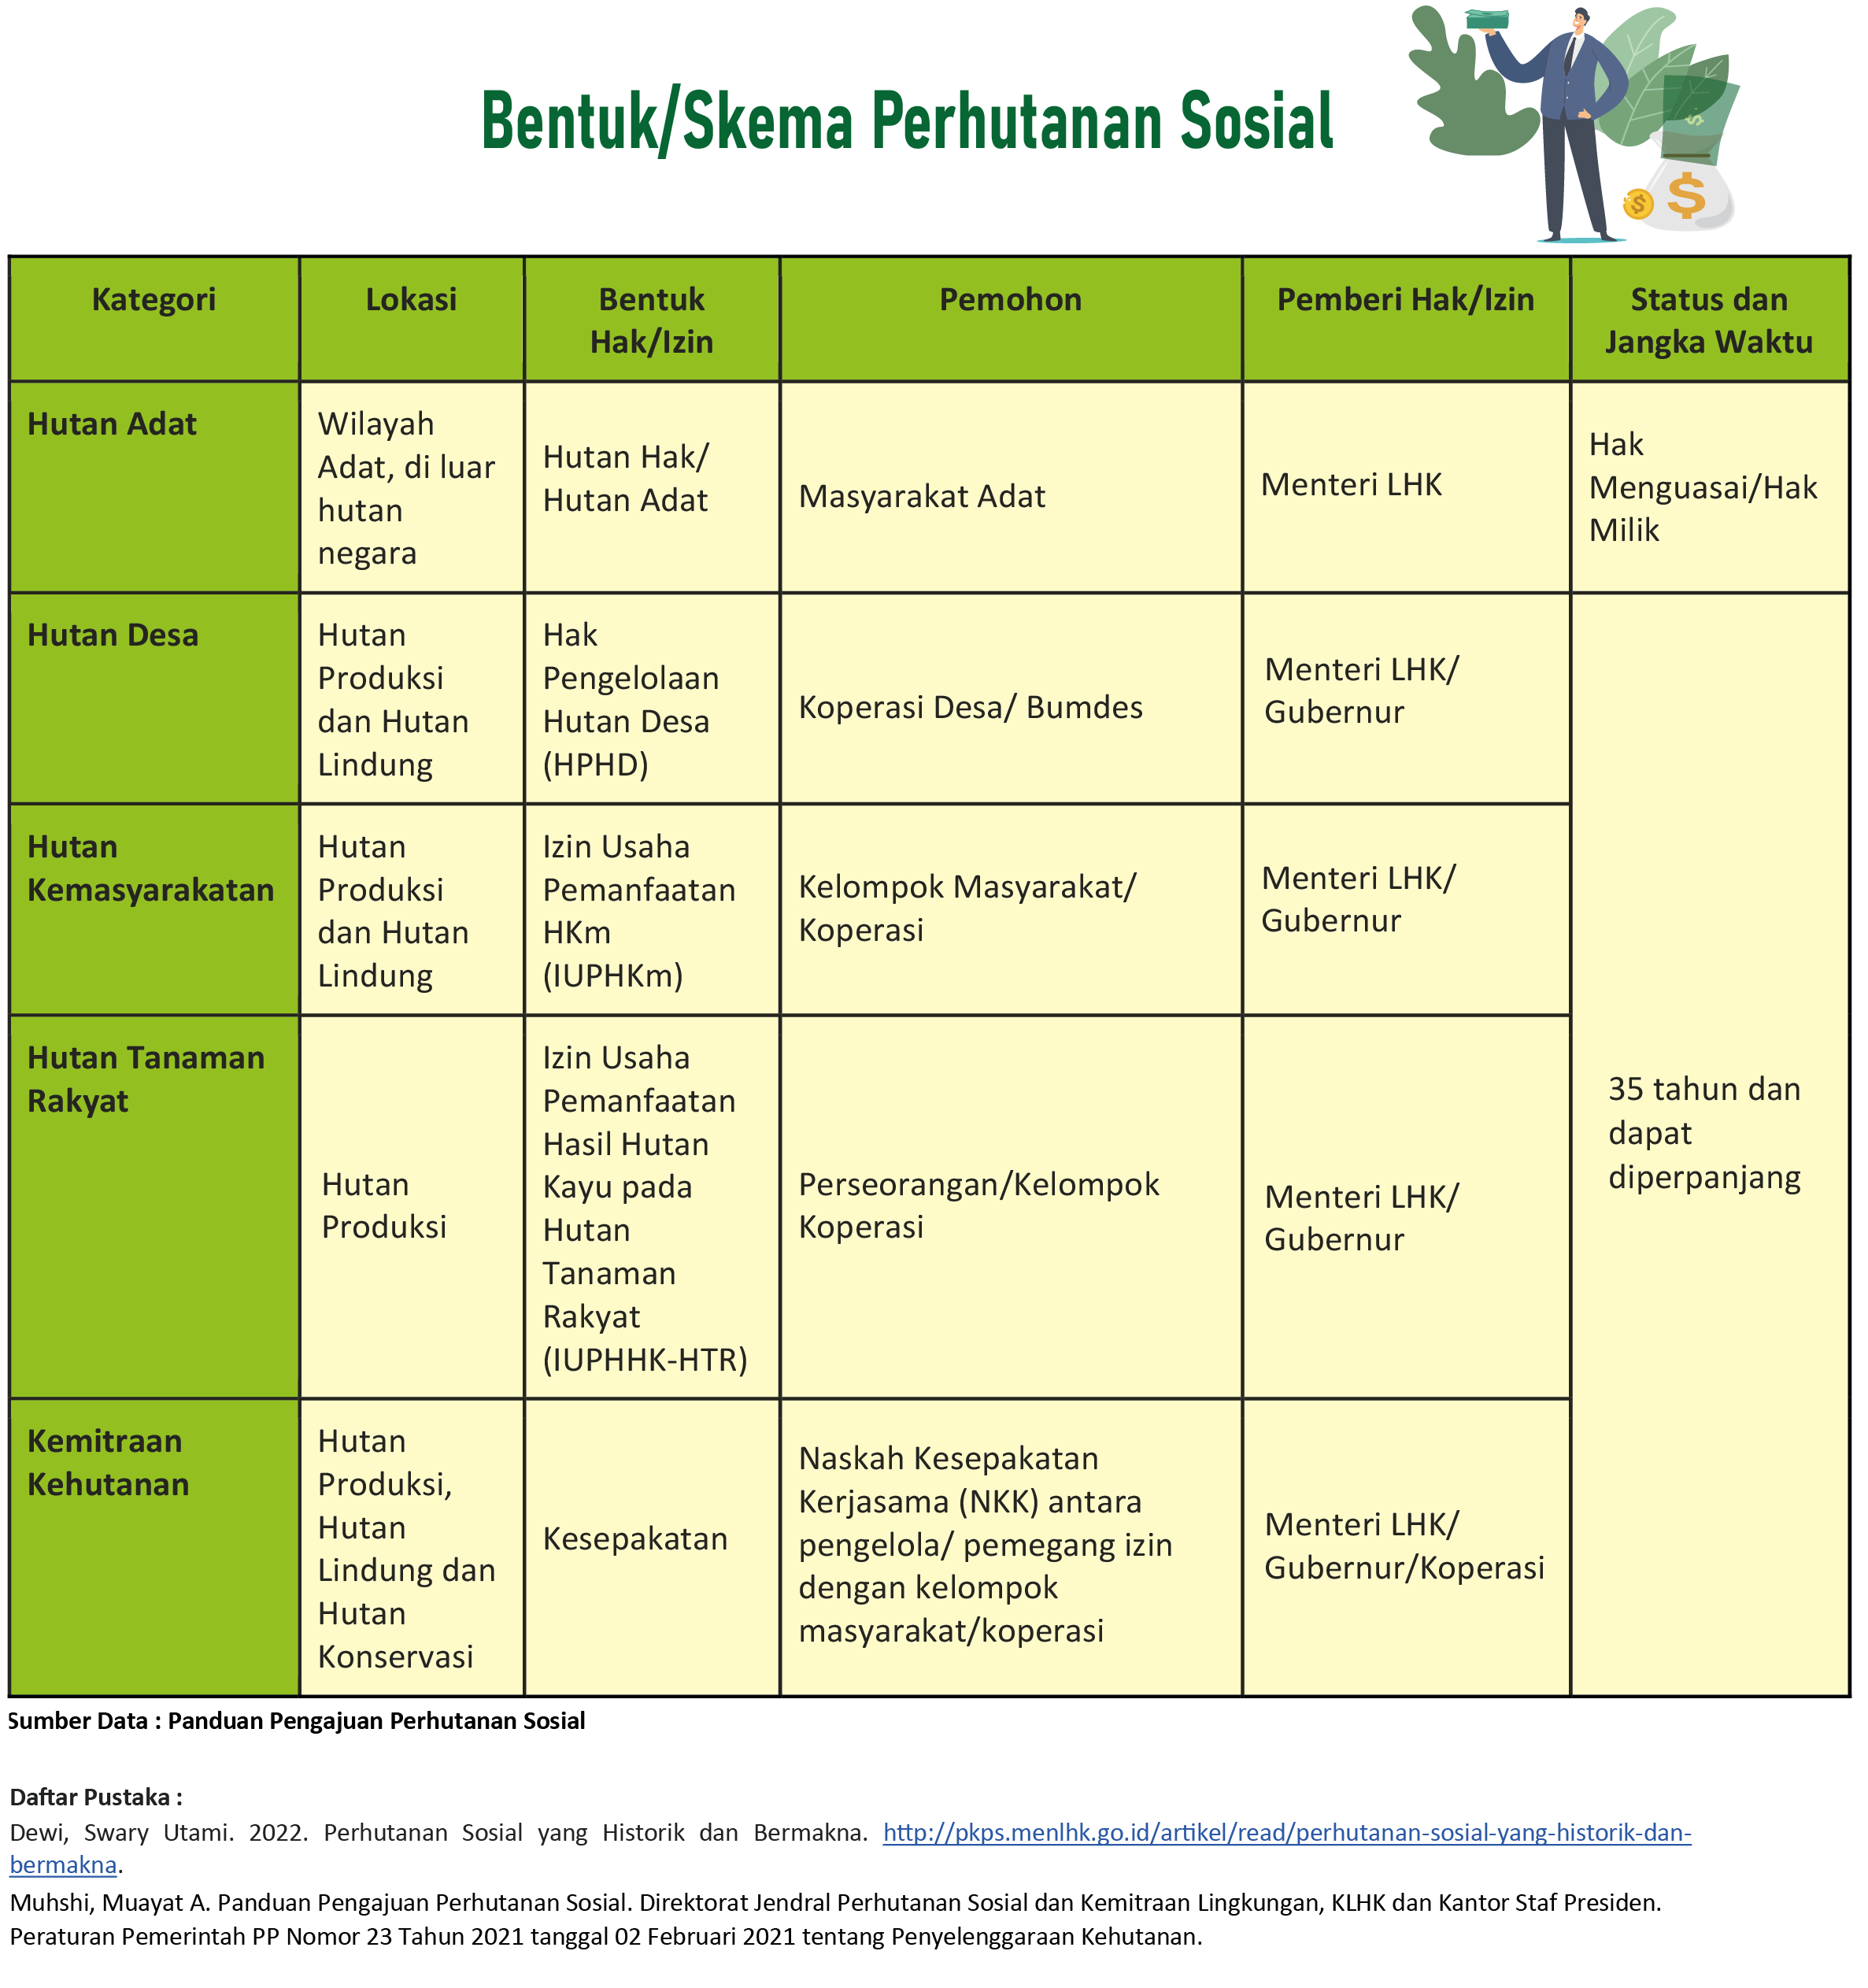 Bentuk/Skema Perhutanan Sosial
Kategori
Lokasi
Bentuk
Hak/Izin
Pemohon
Pemberi Hak/Izin
Status dan
Jangka Waktu
Hutan Adat
Wilayah
Adat, di luar
hutan
negara
Hutan Hak/
Hutan Adat
Masyarakat Adat
Menteri LHK
Hak
Menguasai/Hak
Milik
Hutan Desa
Hutan
Produksi
dan Hutan
Lindung
Hak
Pengelolaan
Hutan Desa
(HPHD)
Koperasi Desa/ Bumdes
Menteri LHK/
Gubernur
35 tahun dan
dapat
diperpanjang
Hutan
Kemasyarakatan
Hutan
Produksi
dan Hutan
Lindung
Izin Usaha
Pemanfaatan
HKm
(IUPHKm)
Kelompok Masyarakat/
Koperasi
Menteri LHK/
Gubernur
Hutan Tanaman
Rakyat
Hutan
Produksi
Izin Usaha
Pemanfaatan
Hasil Hutan
Kayu pada
Hutan
Tanaman
Rakyat
(IUPHHK-HTR)
Perseorangan/Kelompok
Koperasi
Menteri LHK/
Gubernur
Kemitraan
Kehutanan
Hutan
Produksi,
Hutan
Lindung dan
Hutan
Konservasi
Kesepakatan
Naskah Kesepakatan
Kerjasama (NKK) antara
pengelola/ pemegang izin
dengan kelompok
masyarakat/koperasi
Menteri LHK/
Gubernur/Koperasi
Sumber Data : Panduan Pengajuan Perhutanan Sosial
Daftar Pustaka :
Dewi, Swary Utami. 2022. Perhutanan Sosial yang Historik dan Bermakna. http://pkps.menlhk.go.id/artikel/read/perhutanan-sosial-yang-historik-dan-
bermakna.
Muhshi, Muayat A. Panduan Pengajuan Perhutanan Sosial. Direktorat Jendral Perhutanan Sosial dan Kemitraan Lingkungan, KLHK dan Kantor Staf Presiden.
Peraturan Pemerintah PP Nomor 23 Tahun 2021 tanggal 02 Februari 2021 tentang Penyelenggaraan Kehutanan.